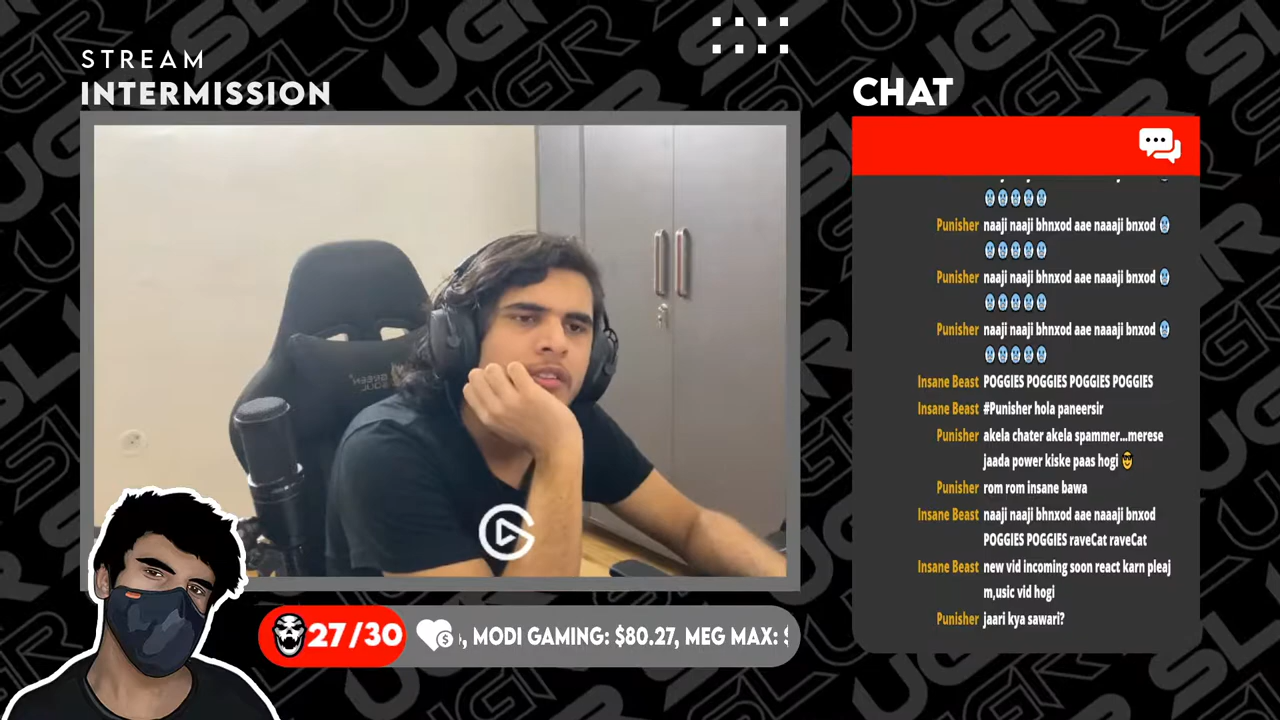 STREAM
INTERMISSION
CHAT
Punisher naaji naaji bhnxod aae naaaji bnxod 🥶
🥶🥶🥶🥶🥶
Punisher naaji naaji bhnxod aae naaaji bnxod 🥶
🥶🥶🥶🥶🥶
Punisher naaji naaji bhnxod aae naaaji bnxod 🥶
🥶🥶🥶🥶🥶
Insane Beast POGGIES POGGIES POGGIES POGGIES
Insane Beast #Punisher hola paneersir
Punisher akela chater akela spammer...merese
jaada power kiske paas hogi 😎
Punisher rom rom insane bawa
Insane Beast naaji naaji bhnxod aae naaaji bnxod
POGGIES POGGIES raveCat raveCat
Insane Beast new vid incoming soon react karn pleaj
m,usic vid hogi
Punisher jaari kya sawari?
27/30
, MODI GAMING: $80.27, MEG MAX: $